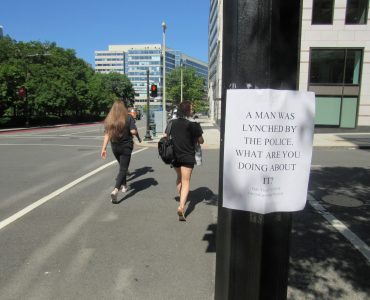 A MAN WAS
LYNCHED BY
THE POLICE.
WHAT ARE YOU
DOING ABOUT
IT?